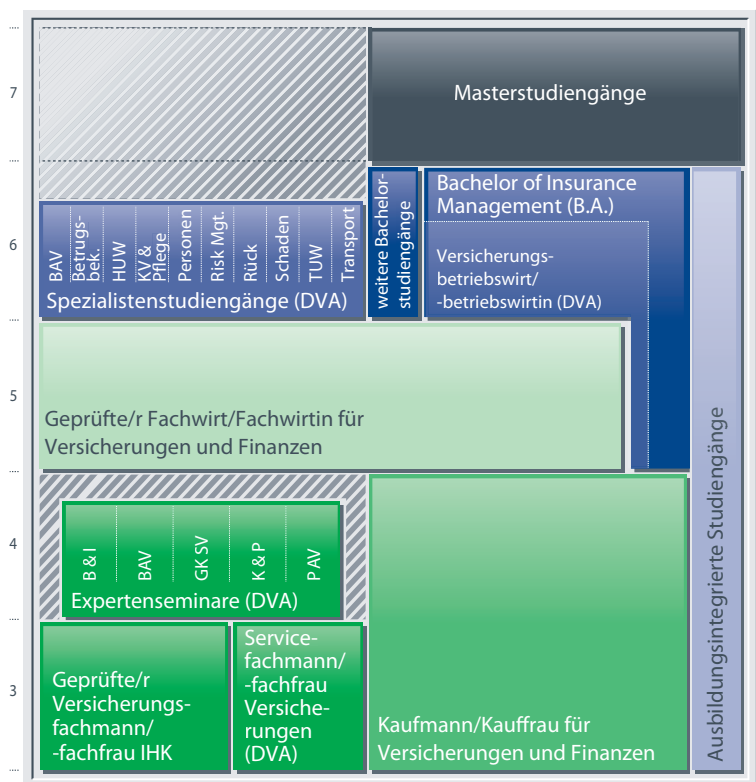 7
Masterstudiengänge
6
BAV
Betrugs-
bek.
HUW
KV &
Pflege
Personen
Risk Mgt.
Rück
Schaden
TUW
Transport
Spezialistenstudiengänge (DVA)
weitere Bachelor-
studiengänge
Bachelor of Insurance
Management (B.A.)
Versicherungs-
betriebswirt/
-betriebswirtin (DVA)
5
Geprüfte/r Fachwirt/Fachwirtin für
Versicherungen und Finanzen
Ausbildungsintegrierte Studiengänge
4
B & I
BAV
GK SV
K & P
P AV
Expertenseminare (DVA)
3
Geprüfte/r
Versicherungs-
fachmann/
-fachfrau IHK
Service-
fachmann/
-fachfrau
Versiche-
rungen
(DVA)
Kaufmann/Kauffrau für
Versicherungen und Finanzen